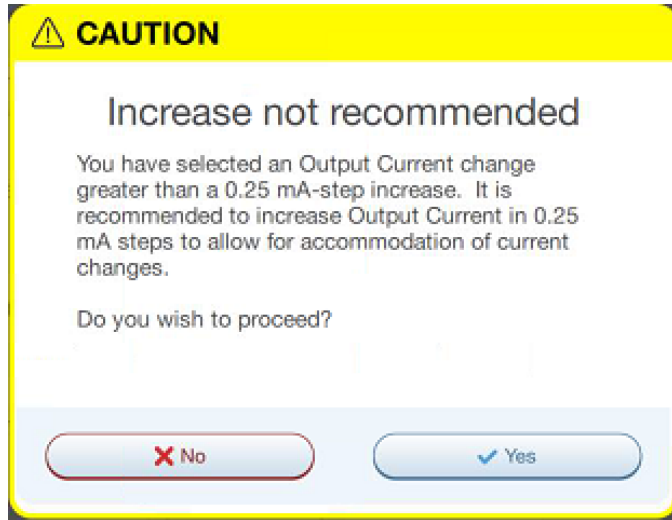 CAUTION
Increase not recommended
You have selected an Output Current change
greater than a 0.25 mA-step increase.  It is
recommended to increase Output Current in 0.25
mA steps to allow for accommodation of current
changes.
Do you wish to proceed?
No
Yes